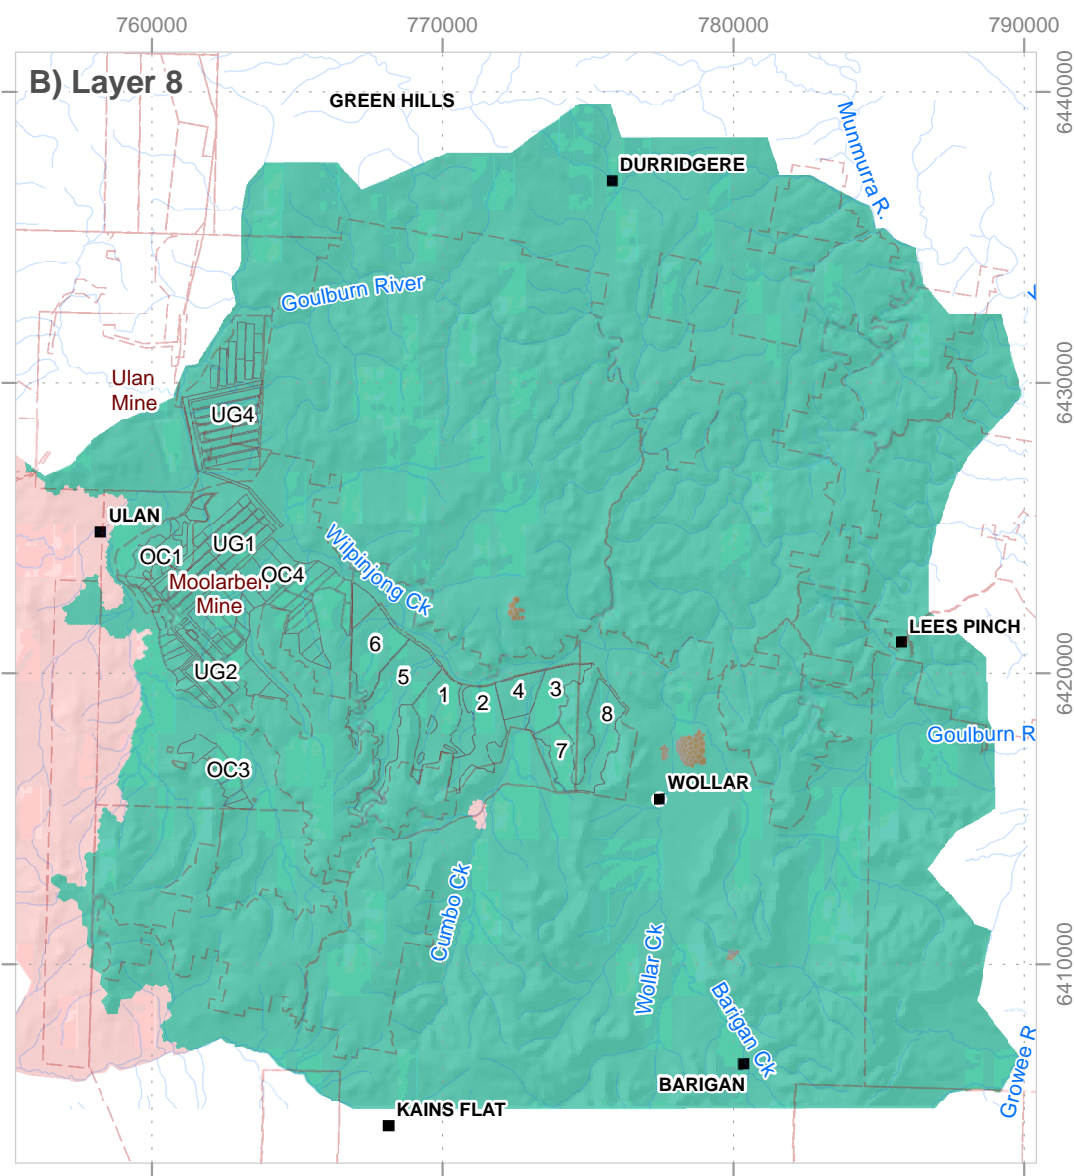 760000
770000
780000
790000
B) Layer 8
GREEN HILLS
6440000
Munmurra R.
DURRIDGERE
Goulburn River
Ulan
Mine
6430000
UG4
ULAN
OC1
UG1
OC4
Moolarben
Mine
Wilpinjong Ck
LEES PINCH
6
UG2
5
1
2
4
3
8
7
6420000
Goulburn R
OC3
WOLLAR
Cumbo Ck
Wollar Ck
Barigan Ck
6410000
BARIGAN
Growee R
KAINS FLAT